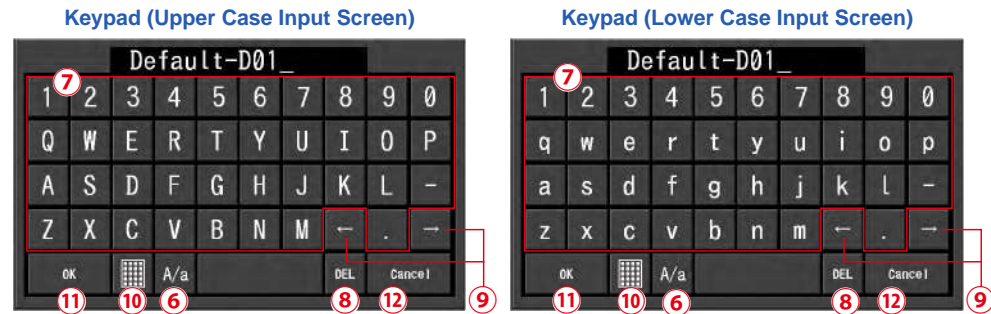 Keypad (Upper Case Input Screen)
Default-D01_
⑦
1 2 3 4 5 6 7 8 9 0
Q W E R T Y U I O P
A S D F G H J K L -
Z X C V B N M ← . →
OK A/a DEL Cancel
⑪ ⑩ ⑥ ⑧ ⑫ ⑨
Keypad (Lower Case Input Screen)
Default-D01_
⑦
1 2 3 4 5 6 7 8 9 0
q w e r t y u i o p
a s d f g h j k l -
z x c v b n m ← . →
OK A/a DEL Cancel
⑪ ⑩ ⑥ ⑧ ⑫ ⑨